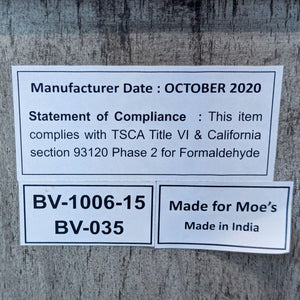 Manufacturer Date : OCTOBER 2020
Statement of Compliance : This item
complies with TSCA Title VI & California
section 93120 Phase 2 for Formaldehyde
BV-1006-15
BV-035
Made for Moe's
Made in India